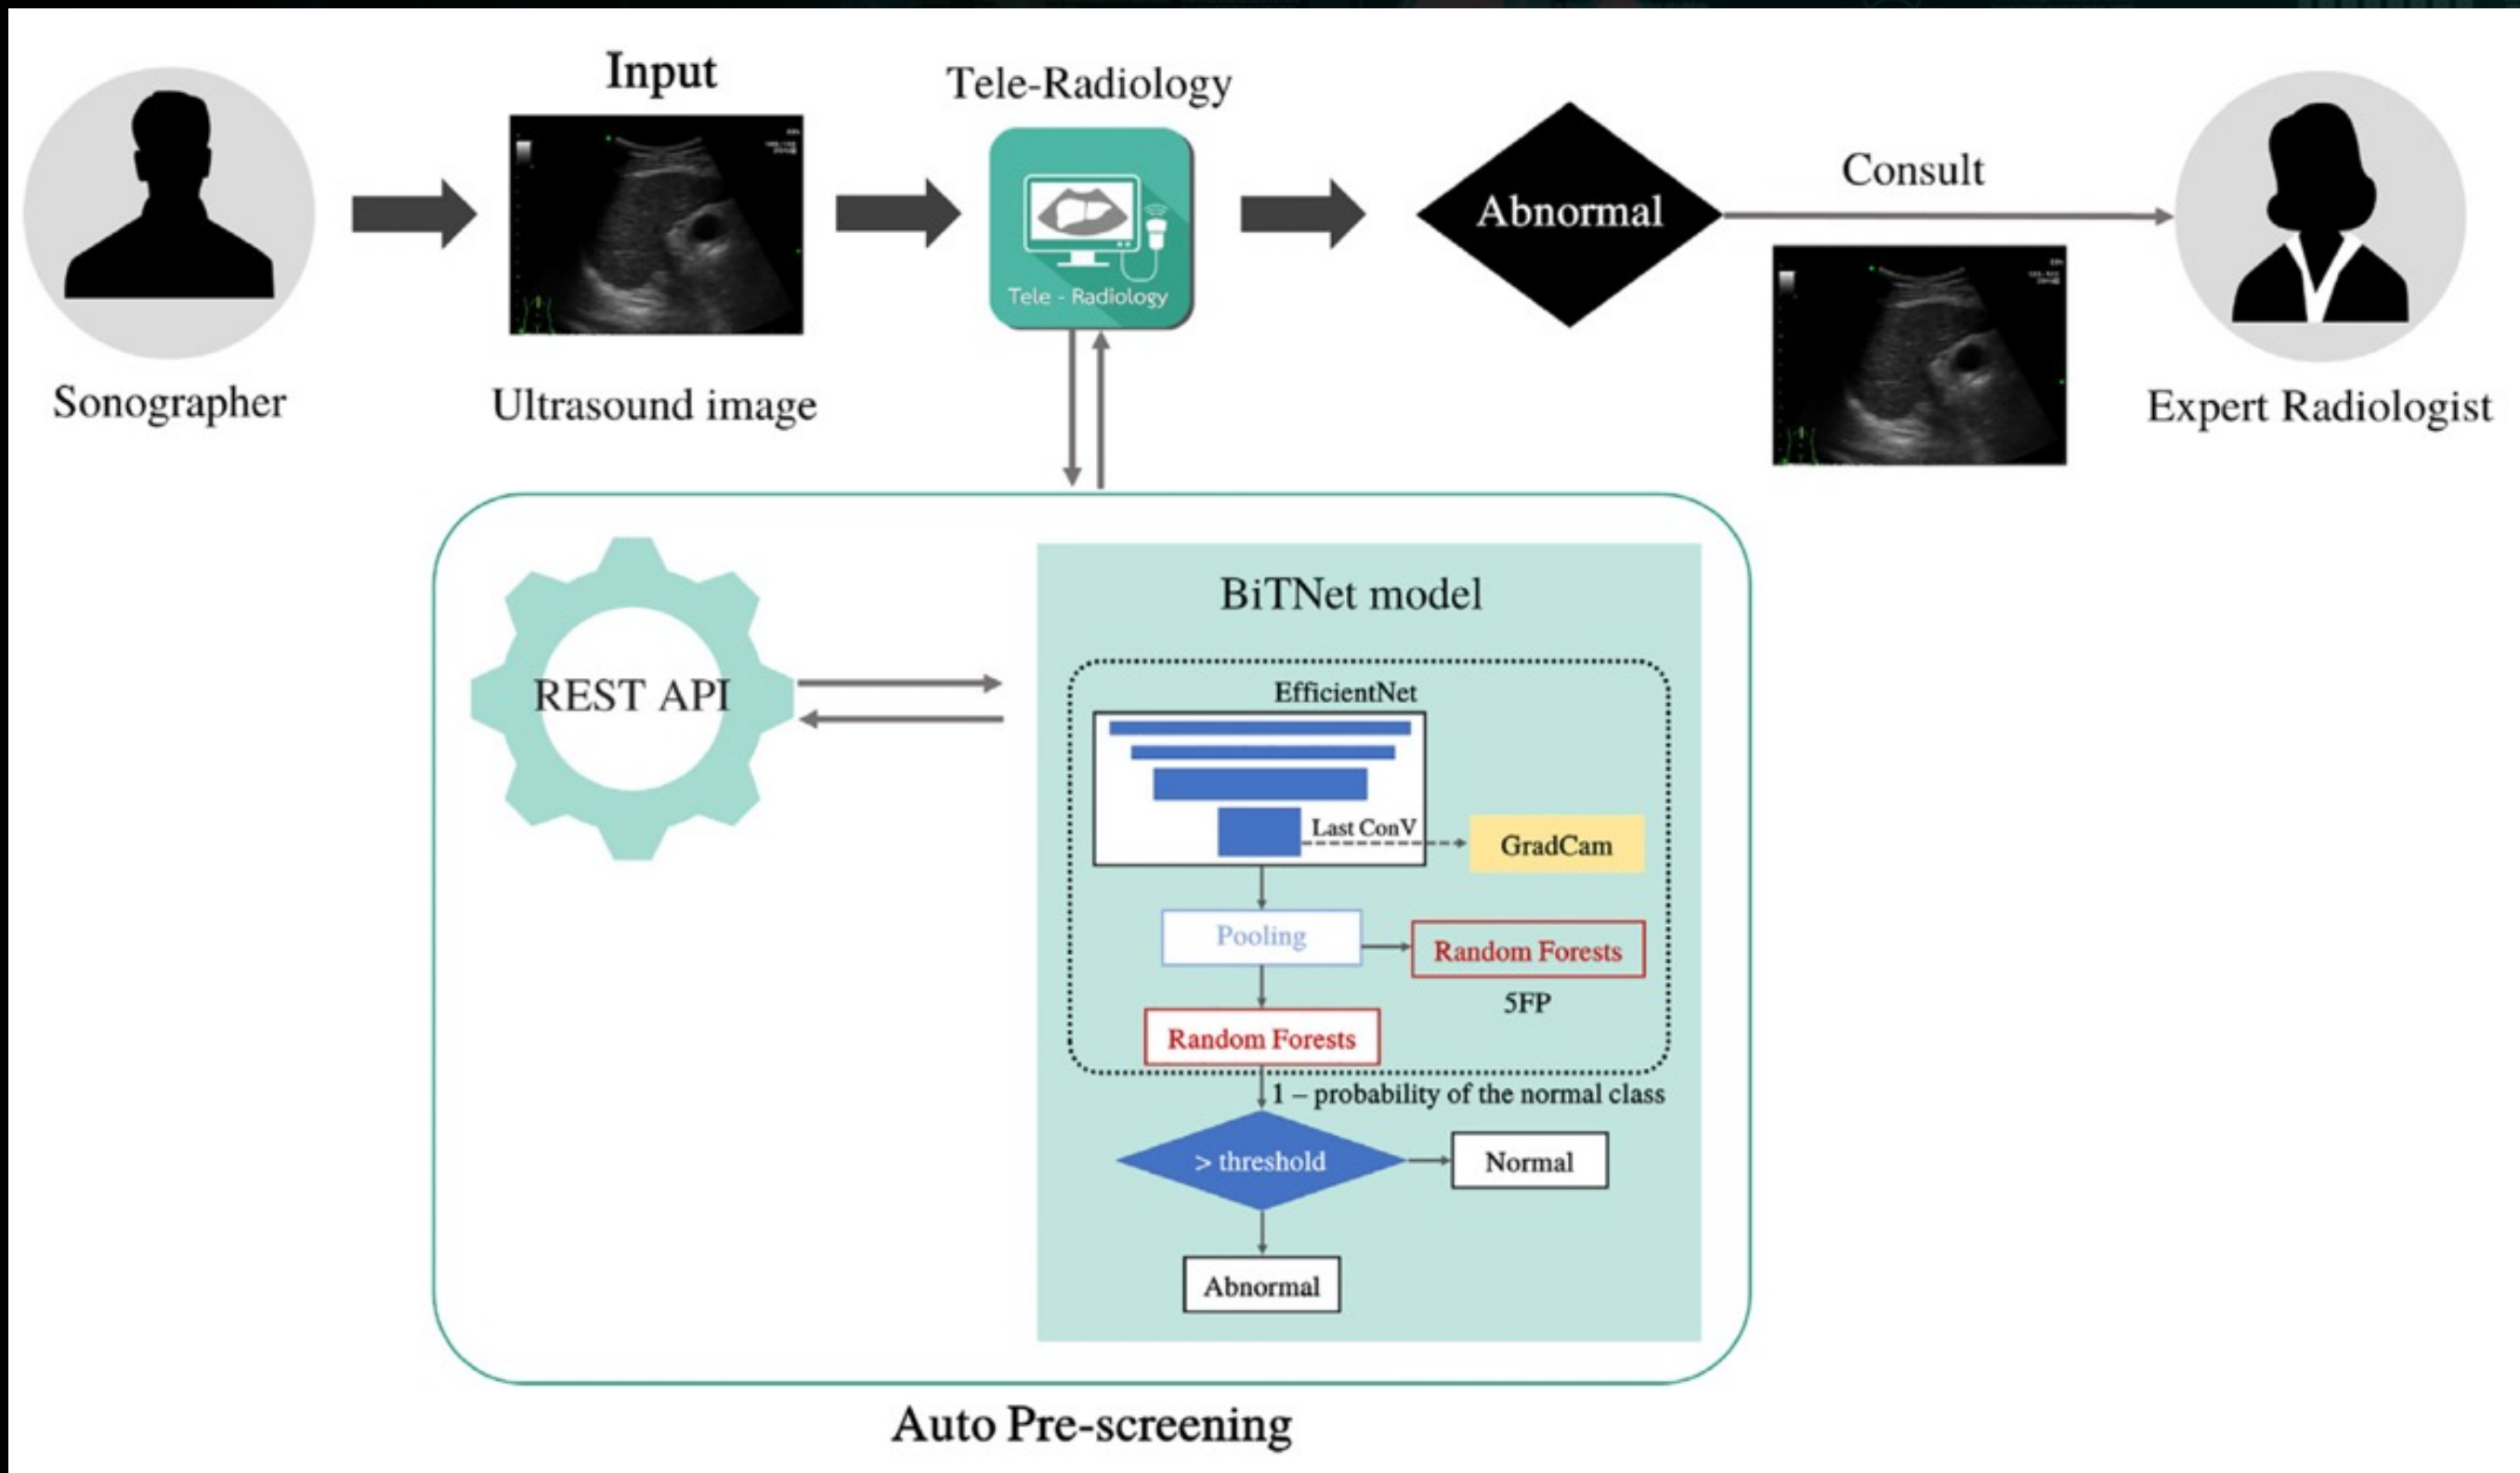 Input
Tele-Radiology
Tele - Radiology
Abnormal
Consult
Sonographer
Ultrasound image
Expert Radiologist
REST API
BiTNet model
EfficientNet
Last ConV
GradCam
Pooling
Random Forests
5FP
Random Forests
1 – probability of the normal class
> threshold
Normal
Abnormal
Auto Pre-screening